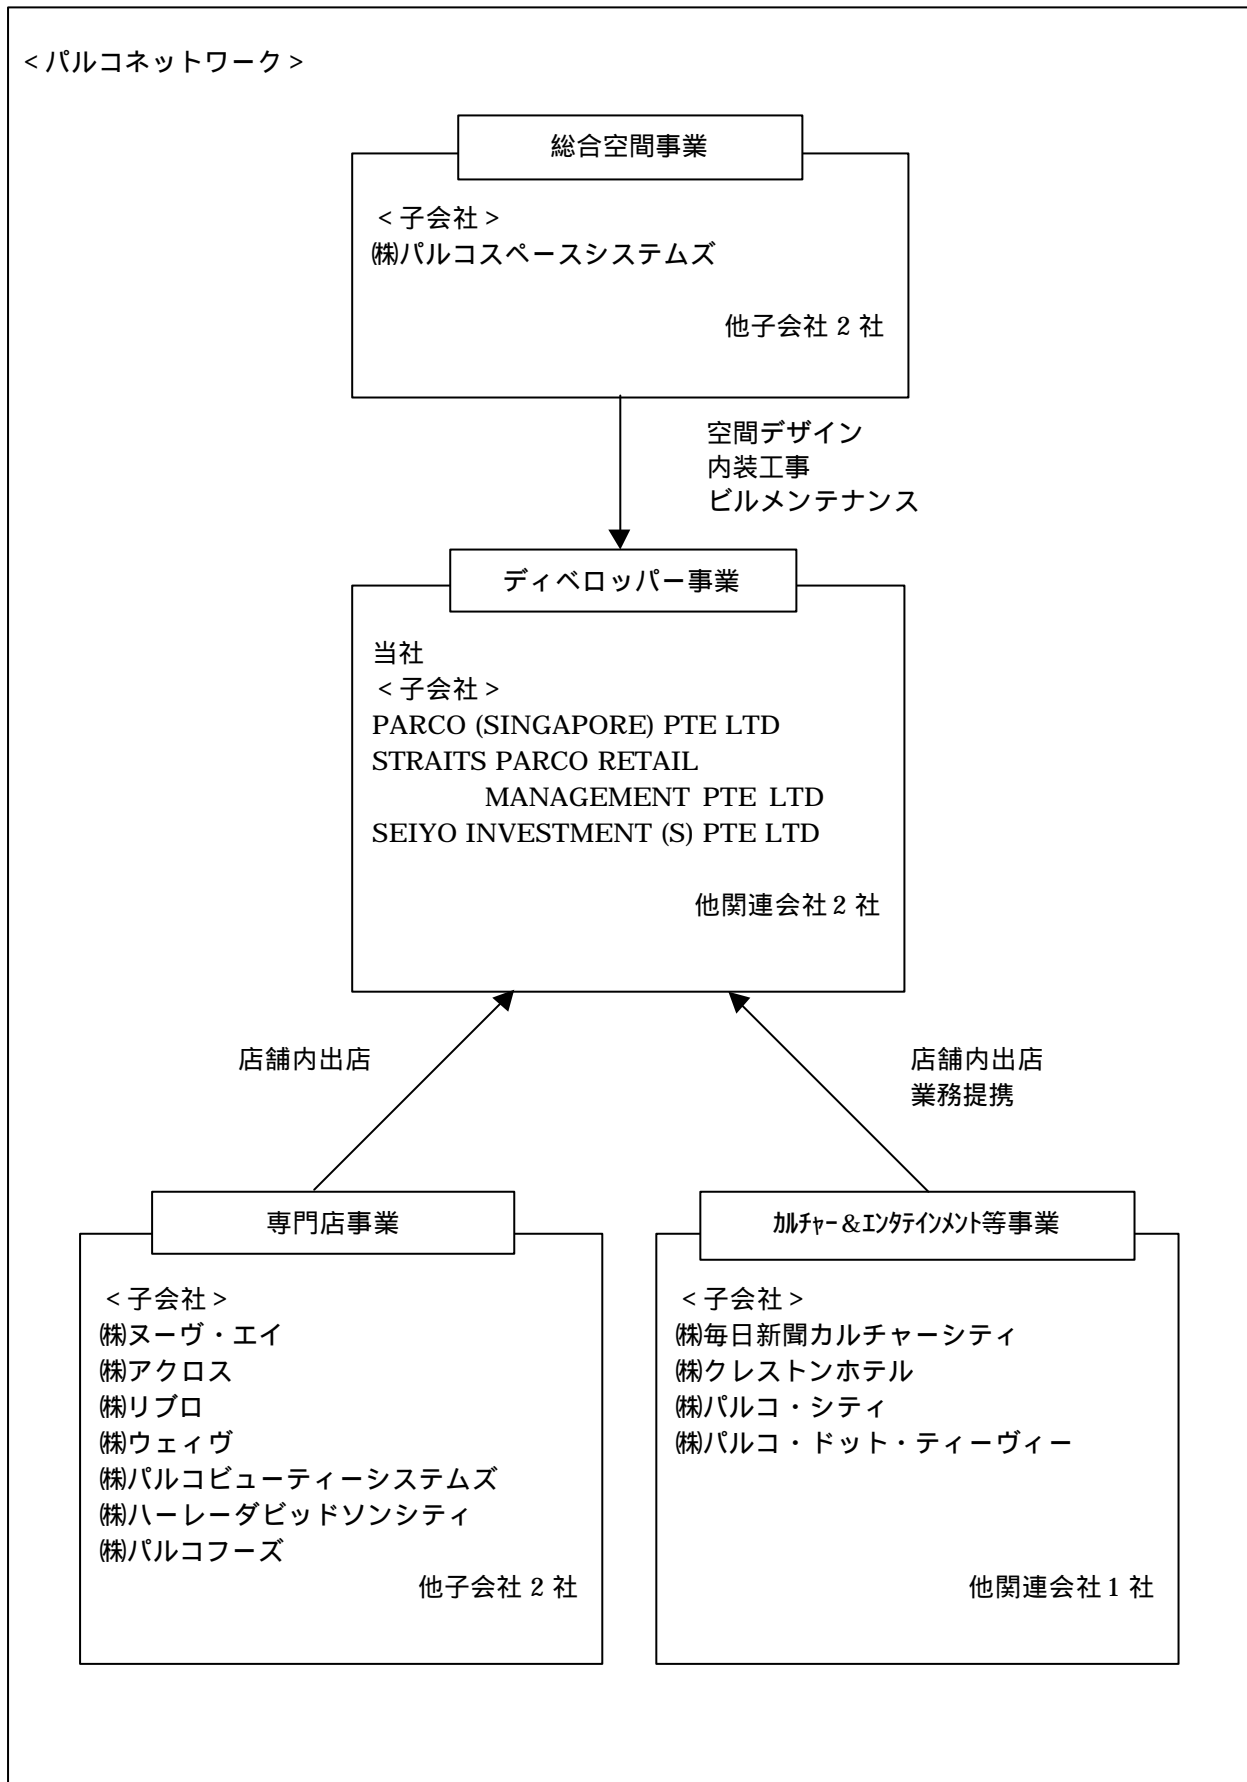 <パルコネットワーク>
総合空間事業
<子会社>
㈱パルコスペースシステムズ
他子会社２社
空間デザイン
内装工事
ビルメンテナンス
ディベロッパー事業
当社
<子会社>
PARCO (SINGAPORE) PTE LTD
STRAITS PARCO RETAIL
MANAGEMENT PTE LTD
SEIYO INVESTMENT (S) PTE LTD
他関連会社２社
店舗内出店
店舗内出店
業務提携
専門店事業
<子会社>
㈱ヌーヴ・エイ
㈱アクロス
㈱リブロ
㈱ウェィヴ
㈱パルコビューティーシステムズ
㈱ハーレーダビッドソンシティ
㈱パルコフーズ
他子会社２社
ｶﾙﾁｬｰ&ｴﾝﾀﾃｲﾝﾒﾝﾄ等事業
<子会社>
㈱毎日新聞カルチャーシティ
㈱クレストンホテル
㈱パルコ・シティ
㈱パルコ・ドット・ティーヴィー
他関連会社１社